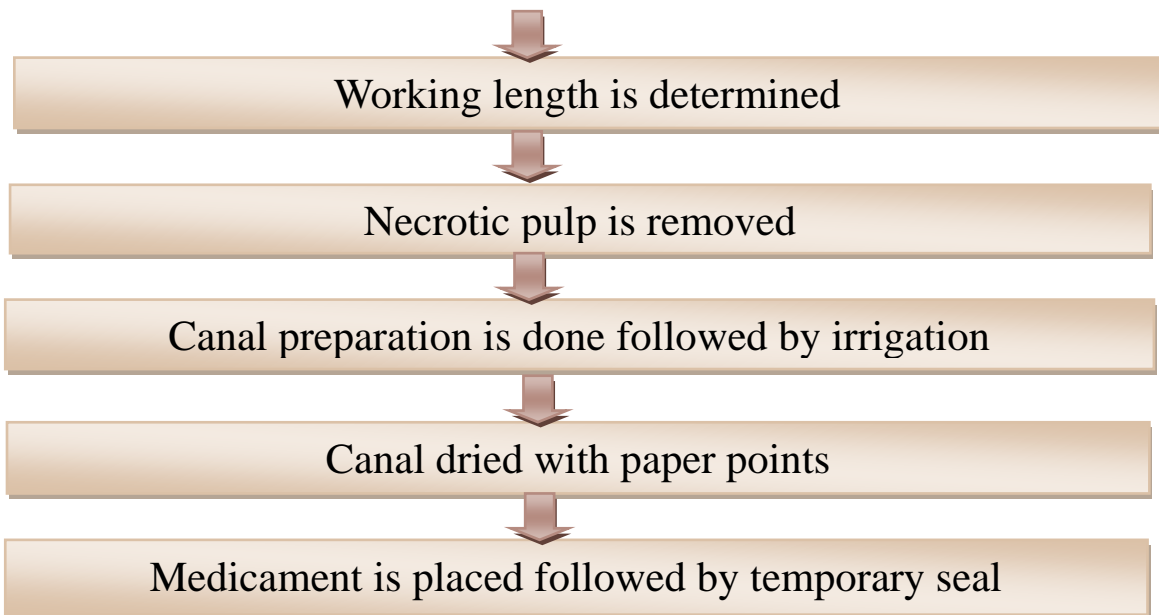 Working length is determined
Necrotic pulp is removed
Canal preparation is done followed by irrigation
Canal dried with paper points
Medicament is placed followed by temporary seal